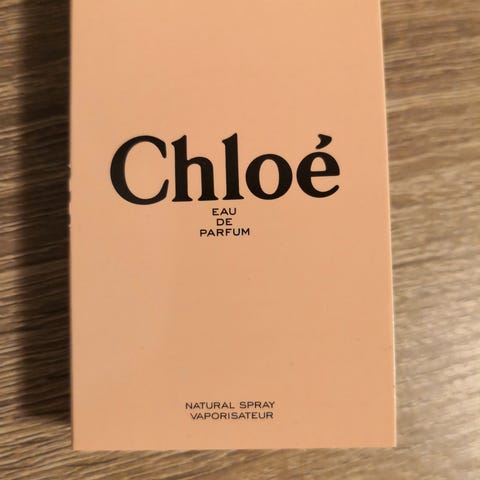 Chloé
EAU
DE
PARFUM
NATURAL SPRAY
VAPORISATEUR